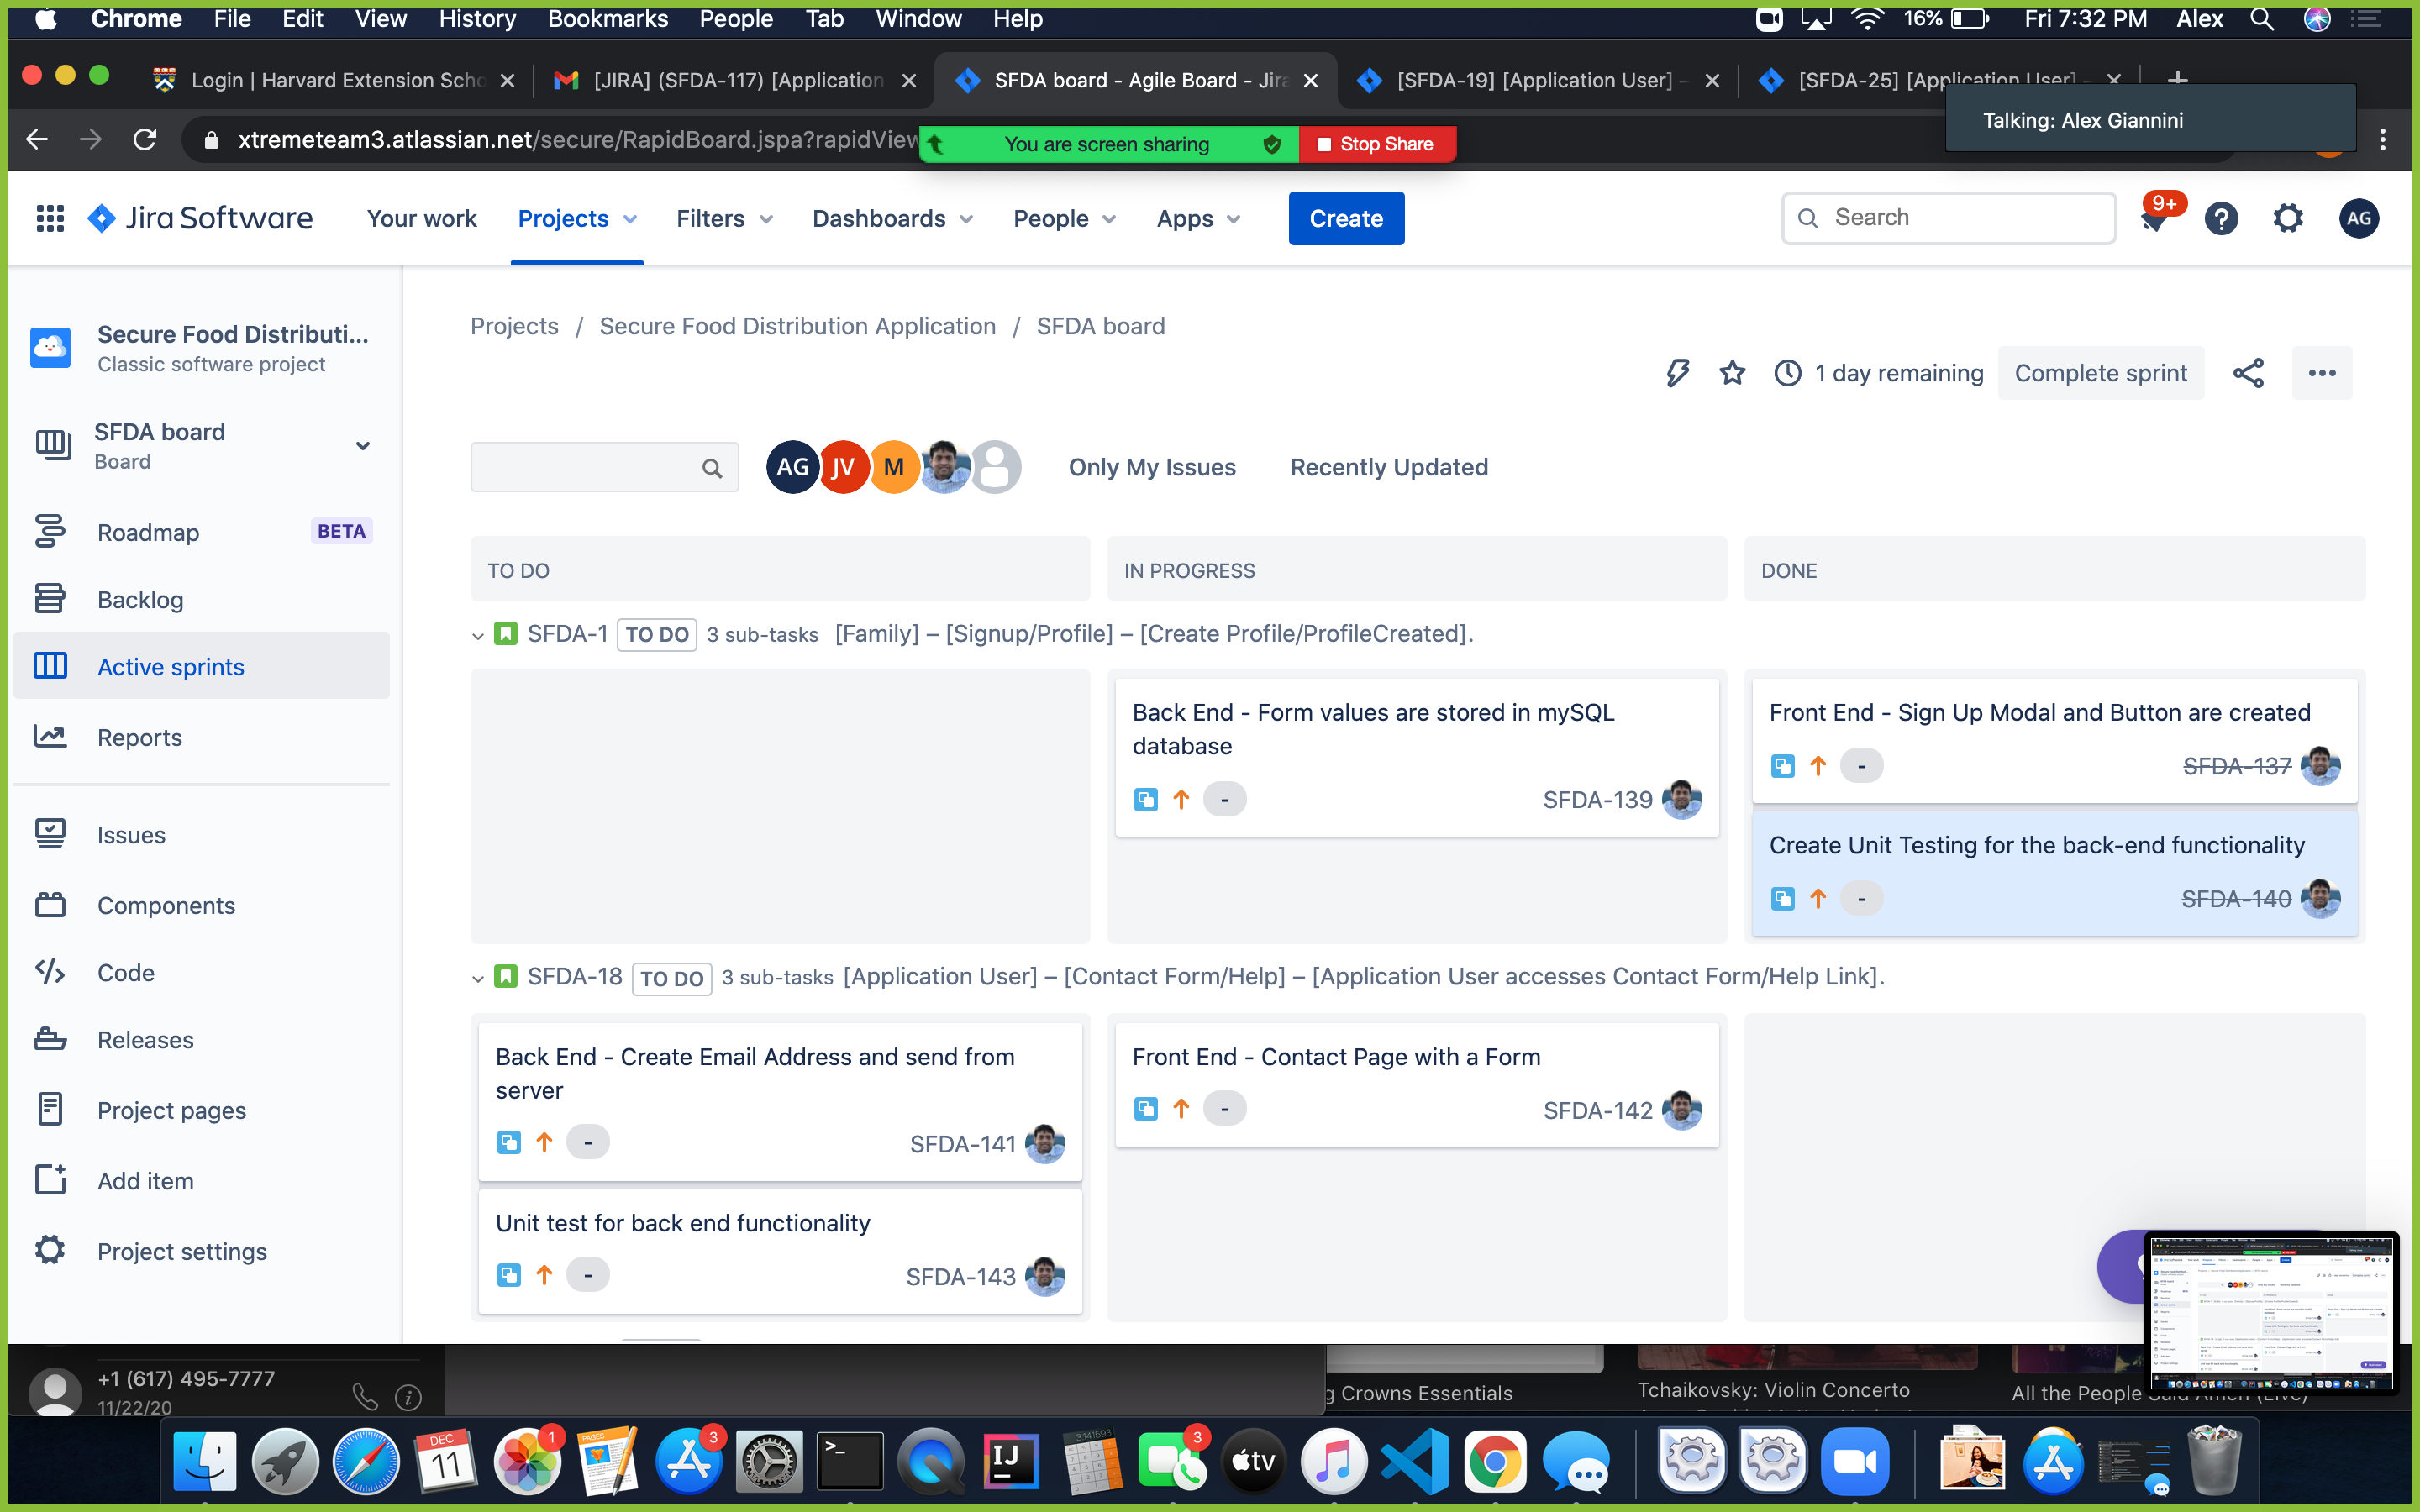 Chrome File Edit View History Bookmarks People Tab Window Help 16% Fri 7:32 PM Alex
Login | Harvard Extension Scho
[JIRA] (SFDA-117) [Application
SFDA board - Agile Board - Jira
[SFDA-19] [Application User] -
[SFDA-25] [Application User] -
Talking: Alex Giannini
xtremeteam3.atlassian.net/secure/RapidBoard.jspa?rapidView
You are screen sharing
Stop Share
Jira Software Your work Projects Filters Dashboards People Apps Create Search 9+ AG
Secure Food Distributi...
Classic software project
SFDA board
Board
Roadmap BETA
Backlog
Active sprints
Reports
Issues
Components
Code
Releases
Project pages
Add item
Project settings
Projects / Secure Food Distribution Application / SFDA board
1 day remaining Complete sprint
AG JV M Only My Issues Recently Updated
TO DO IN PROGRESS DONE
SFDA-1 TO DO 3 sub-tasks [Family] – [Signup/Profile] – [Create Profile/ProfileCreated].
Back End - Form values are stored in mySQL
database
- SFDA-139
Front End - Sign Up Modal and Button are created
- SFDA-137
Create Unit Testing for the back-end functionality
- SFDA-140
SFDA-18 TO DO 3 sub-tasks [Application User] – [Contact Form/Help] – [Application User accesses Contact Form/Help Link].
Back End - Create Email Address and send from
server
- SFDA-141
Unit test for back end functionality
- SFDA-143
Front End - Contact Page with a Form
- SFDA-142
+1 (617) 495-7777
11/22/20
g Crowns Essentials
Tchaikovsky: Violin Concerto
All the People Said Amen (Live)
DEC
11
1
PAGES
3
>_
IJ
3.141593
3
tv